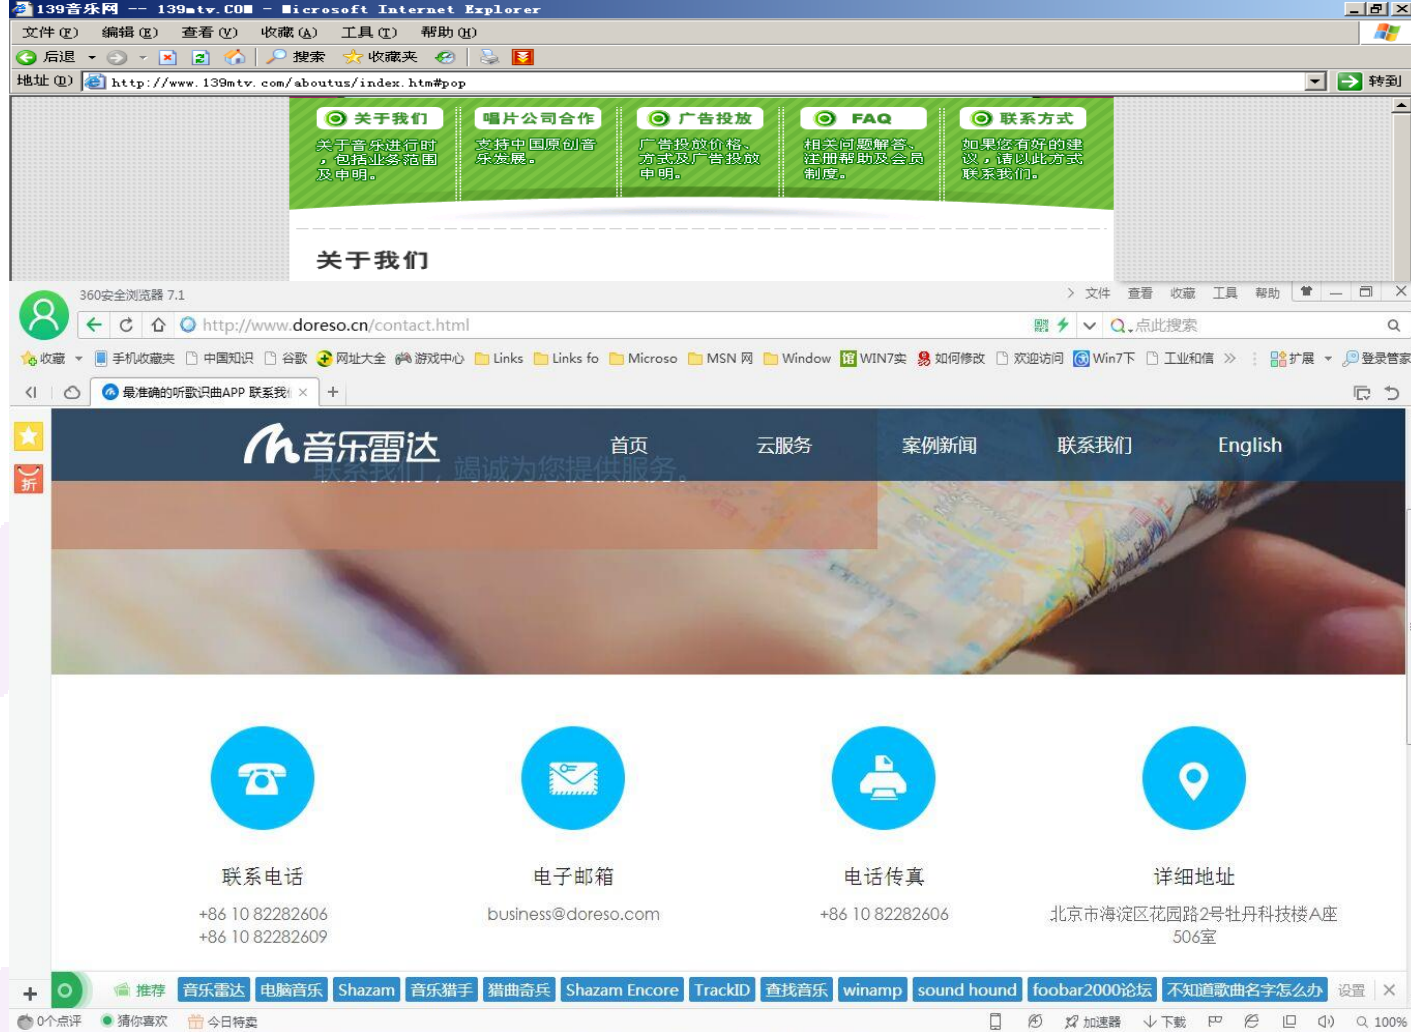 139音乐网 -- 139mtv.COM - Microsoft Internet Explorer
文件(F) 编辑(E) 查看(V) 收藏(A) 工具(T) 帮助(H)
后退 搜索 收藏夹
地址(D) http://www.139mtv.com/aboutus/index.htm#pop 转到
关于我们 唱片公司合作 广告投放 FAQ 联系方式
关于音乐进行时 支持中国原创音 广告投放价格、 相关问题解答、 如果您有好的建
，包括业务范围 乐发展。 方式及广告投放 注册帮助及会员 议，请以此方式
及申明。 申明。 制度。 联系我们。
关于我们
360安全浏览器 7.1 文件 查看 收藏 工具 帮助
http://www.doreso.cn/contact.html 点此搜索
收藏 手机收藏夹 中国知识 谷歌 网址大全 游戏中心 Links Links fo Microso MSN 网 Window WIN7实 如何修改 欢迎访问 Win7下 工业和信 扩展 登录管家
最准确的听歌识曲APP 联系我们
折
音乐雷达 首页 云服务 案例新闻 联系我们 English
联系我们，竭诚为您提供服务。
联系电话 电子邮箱 电话传真 详细地址
+86 10 82282606 business@doreso.com +86 10 82282606 北京市海淀区花园路2号牡丹科技楼A座
+86 10 82282609 506室
推荐 音乐雷达 电脑音乐 Shazam 音乐猎手 猎曲奇兵 Shazam Encore TrackID 查找音乐 winamp sound hound foobar2000论坛 不知道歌曲名字怎么办 设置
0个点评 猜你喜欢 今日特卖 加速器 下载 100%